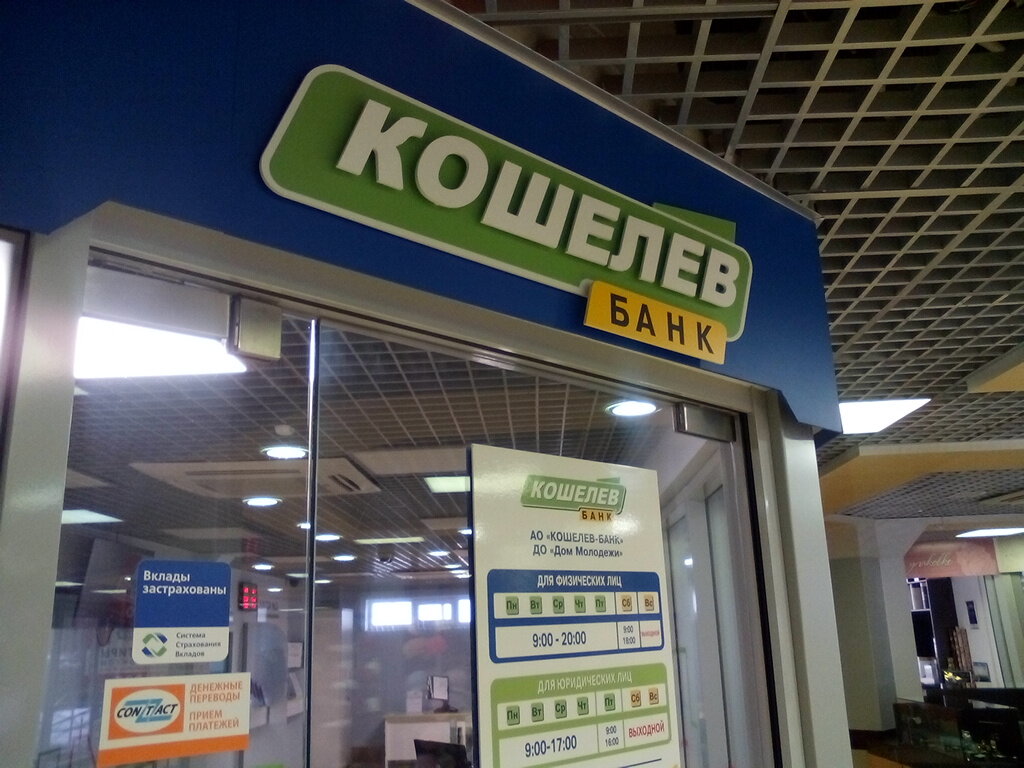 КОШЕЛЕВ
БАНК
КОШЕЛЕВ
БАНК
АО «КОШЕЛЕВ-БАНК»
ДО «Дом Молодежи»
ДЛЯ ФИЗИЧЕСКИХ ЛИЦ
Пн Вт Ср Чт Пт Сб Вс
9:00 - 20:00
9:00
18:00
ВЫХОДНОЙ
ДЛЯ ЮРИДИЧЕСКИХ ЛИЦ
Пн Вт Ср Чт Пт Сб Вс
9:00-17:00
9:00
16:00
ВЫХОДНОЙ
Вклады
застрахованы
Система
Страхования
Вкладов
CONTACT
ДЕНЕЖНЫЕ
ПЕРЕВОДЫ
ПРИЕМ
ПЛАТЕЖЕЙ